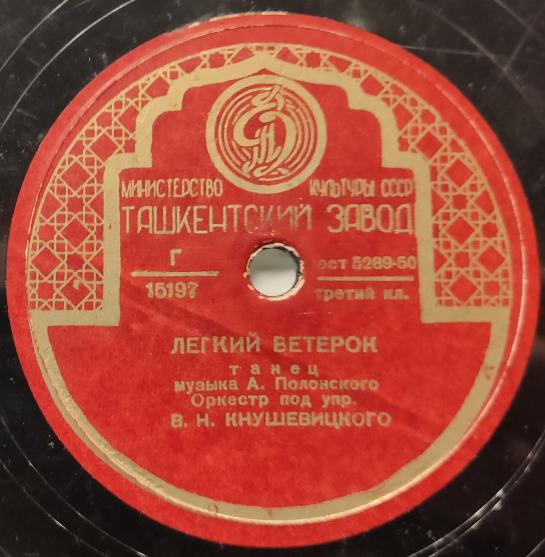 МИНИСТЕРСТВО КУЛЬТУРЫ СССР
ТАШКЕНТСКИЙ ЗАВОД
Г ГОСТ 5289-50
15197 третий кл.
ЛЕГКИЙ ВЕТЕРОК
танец
музыка А. Полонского
Оркестр под упр.
В. Н. КНУШЕВИЦКОГО